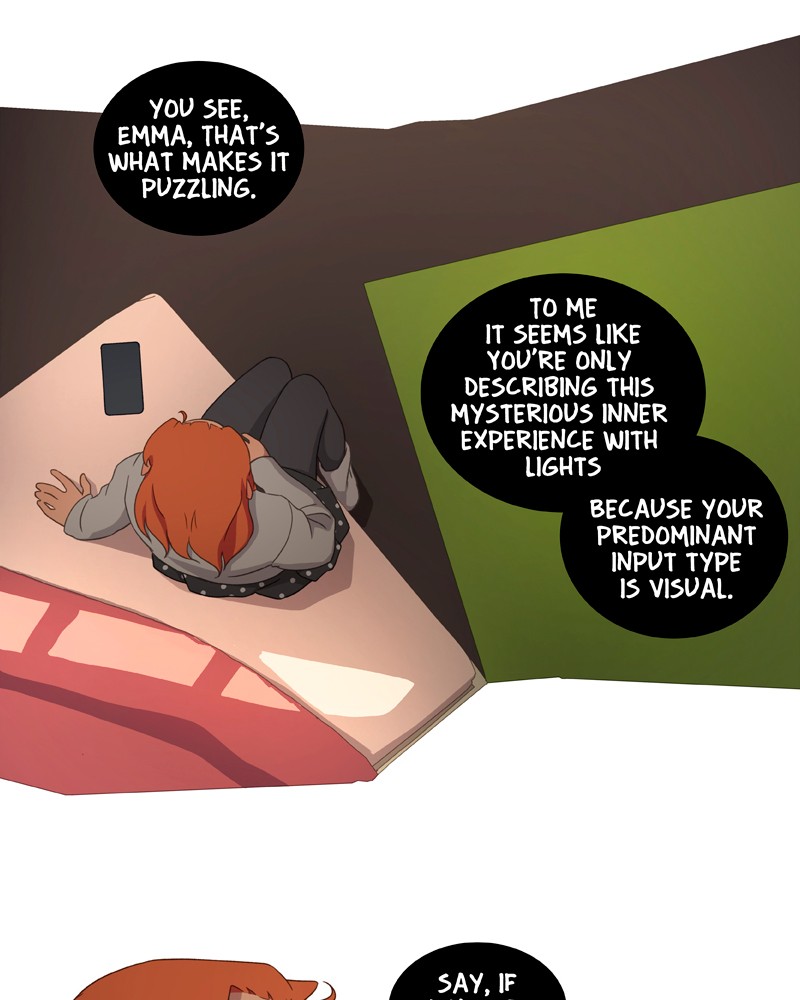 YOU SEE,
EMMA, THAT'S
WHAT MAKES IT
PUZZLING.
TO ME
IT SEEMS LIKE
YOU'RE ONLY
DESCRIBING THIS
MYSTERIOUS INNER
EXPERIENCE WITH
LIGHTS
BECAUSE YOUR
PREDOMINANT
INPUT TYPE
IS VISUAL.
SAY, IF